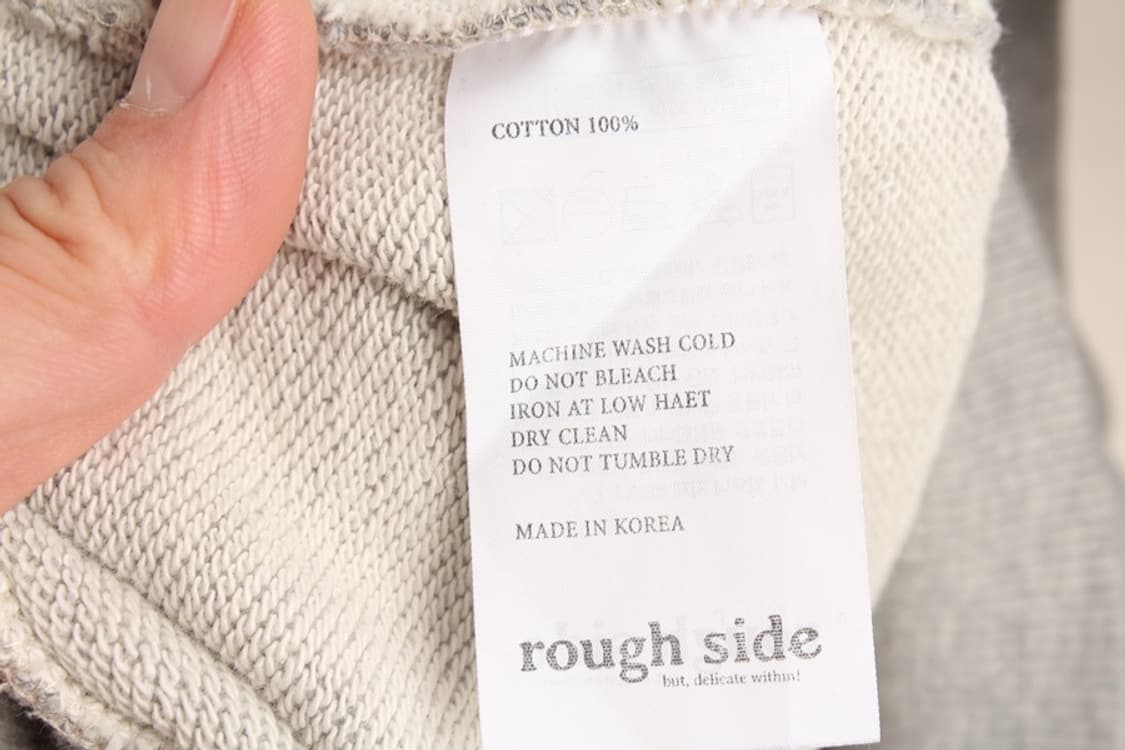 COTTON 100%
MACHINE WASH COLD
DO NOT BLEACH
IRON AT LOW HAET
DRY CLEAN
DO NOT TUMBLE DRY
MADE IN KOREA
rough side
but, delicate within!